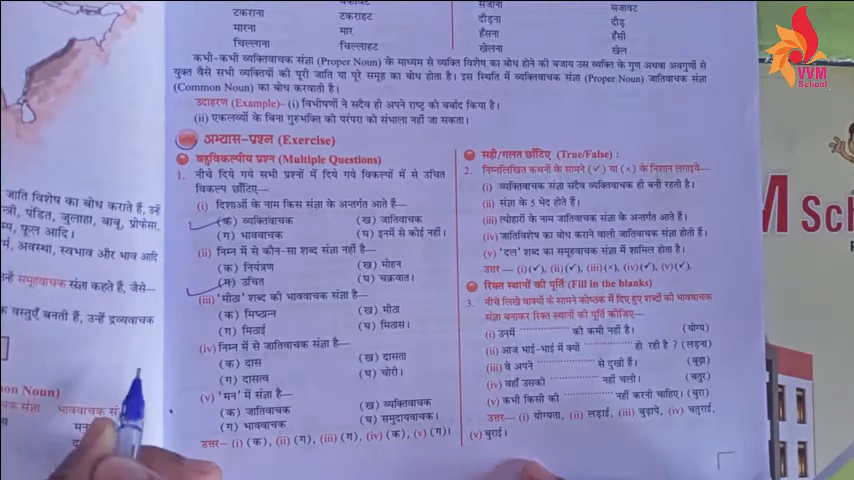 टकराना
टकराहट
सजाना
सजावट
मारना
मार
दौड़ना
दौड़
चिल्लाना
चिल्लाहट
हँसना
हँसी
खेलना
खेल
कभी-कभी व्यक्तिवाचक संज्ञा (Proper Noun) के माध्यम से व्यक्ति विशेष का बोध होने की बजाय उस व्यक्ति के गुण अथवा अवगुणों से
युक्त वैसे सभी व्यक्तियों की पूरी जाति या पूरे समूह का बोध होता है। इस स्थिति में व्यक्तिवाचक संज्ञा (Proper Noun) जातिवाचक संज्ञा
(Common Noun) का बोध करवाती है।
उदाहरण (Example)– (i) विभीषणों ने सदैव ही अपने राष्ट्र को बर्बाद किया है।
(ii) एकलव्यों के बिना गुरुभक्ति की परंपरा को संभाला नहीं जा सकता।
अभ्यास-प्रश्न (Exercise)
बहुविकल्पीय प्रश्न (Multiple Questions)
1. नीचे दिये गये सभी प्रश्नों में दिये गये विकल्पों में से उचित
विकल्प छाँटिए—
(i) दिशाओं के नाम किस संज्ञा के अन्तर्गत आते हैं—
(क) व्यक्तिवाचक (ख) जातिवाचक
(ग) भाववाचक (घ) इनमें से कोई नहीं।
(ii) निम्न में से कौन-सा शब्द संज्ञा नहीं है—
(क) नियंत्रण (ख) मोहन
(ग) उचित (घ) चक्रवात।
(iii) 'मीठा' शब्द की भाववाचक संज्ञा है—
(क) मिष्ठान्न (ख) मीठा
(ग) मिठाई (घ) मिठास।
(iv) निम्न में से जातिवाचक संज्ञा है—
(क) दास (ख) दासता
(ग) दासत्व (घ) चोरी।
(v) 'मन' में संज्ञा है—
(क) जातिवाचक (ख) व्यक्तिवाचक
(ग) भाववाचक (घ) समुदायवाचक।
उत्तर– (i) (क), (ii) (ग), (iii) (ग), (iv) (क), (v) (ग)।
सही/गलत छाँटिए (True/False) :
2. निम्नलिखित कथनों के सामने (✓) या (×) के निशान लगाइये—
(i) व्यक्तिवाचक संज्ञा सदैव व्यक्तिवाचक ही बनी रहती है।
(ii) संज्ञा के 5 भेद होते हैं।
(iii) त्योहारों के नाम जातिवाचक संज्ञा के अन्तर्गत आते हैं।
(iv) जातिविशेष का बोध कराने वाली जातिवाचक संज्ञा होती है।
(v) 'दल' शब्द का समूहवाचक संज्ञा में शामिल होता है।
उत्तर — (i) (✓), (ii) (✓), (iii) (×), (iv) (✓), (v) (✓).
रिक्त स्थानों की पूर्ति (Fill in the blanks)
3. नीचे लिखे वाक्यों के सामने कोष्ठक में दिए हुए शब्दों की भाववाचक
संज्ञा बनाकर रिक्त स्थानों की पूर्ति कीजिए—
(i) उनमें ............... की कमी नहीं है। (योग्य)
(ii) आज भाई-भाई में क्यों ............... हो रही है ? (लड़ना)
(iii) वे अपने ............... से दुखी हैं। (बूढ़ा)
(iv) वहाँ उसकी ............... नहीं चली। (चतुर)
(v) कभी किसी की ............... नहीं करनी चाहिए। (बुरा)
उत्तर— (i) योग्यता, (ii) लड़ाई, (iii) बुढ़ापे, (iv) चतुराई,
(v) बुराई।
जाति विशेष का बोध कराते हैं, उन्हें
पंडित, जुलाहा, बाबू, प्रोफेसर,
फूल आदि।
अवस्था, स्वभाव और भाव आदि
समूहवाचक संज्ञा कहते हैं, जैसे—
वस्तुएँ बनती हैं, उन्हें द्रव्यवाचक
Noun)
संज्ञा भाववाचक
VVM
School
M Sch